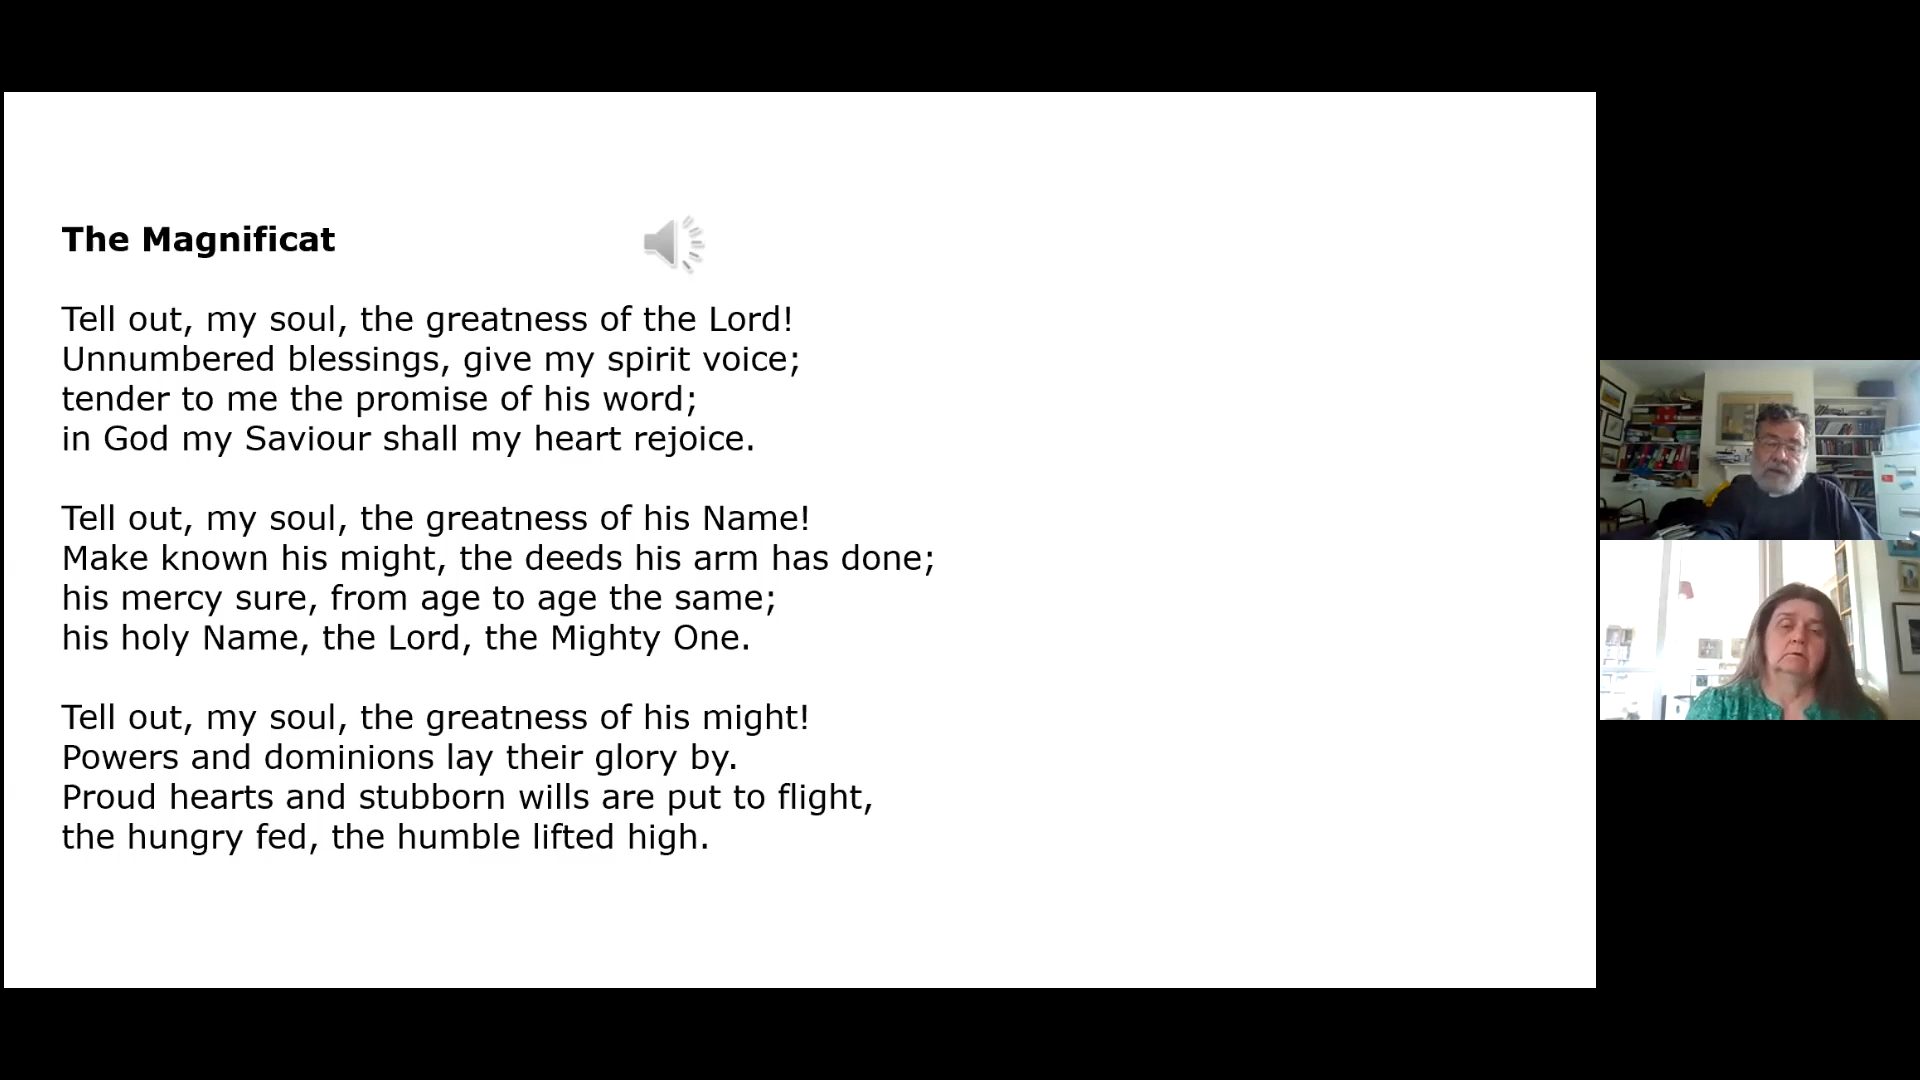 The Magnificat
Tell out, my soul, the greatness of the Lord!
Unnumbered blessings, give my spirit voice;
tender to me the promise of his word;
in God my Saviour shall my heart rejoice.
Tell out, my soul, the greatness of his Name!
Make known his might, the deeds his arm has done;
his mercy sure, from age to age the same;
his holy Name, the Lord, the Mighty One.
Tell out, my soul, the greatness of his might!
Powers and dominions lay their glory by.
Proud hearts and stubborn wills are put to flight,
the hungry fed, the humble lifted high.